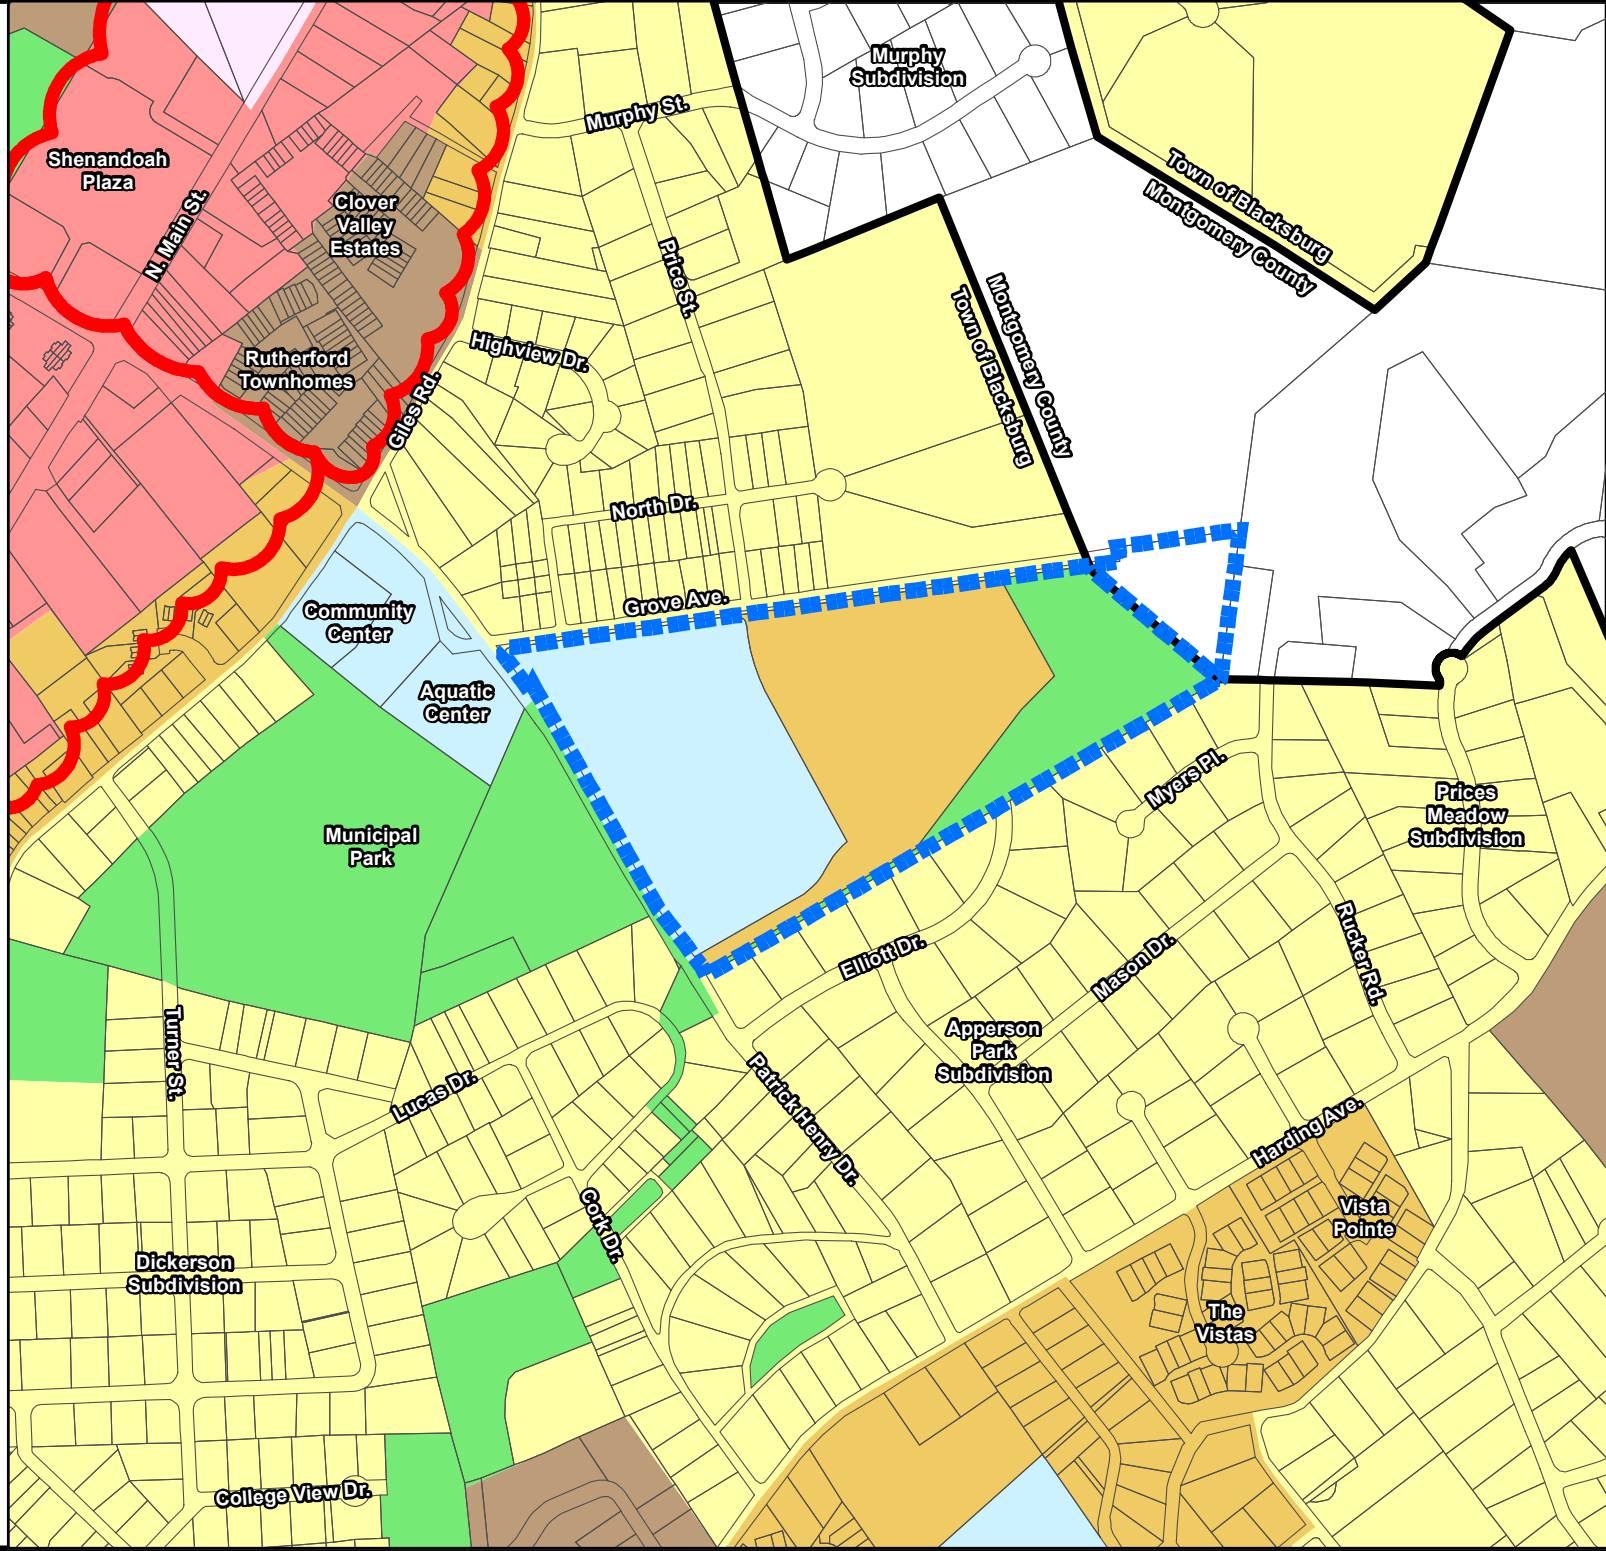 Murphy
Subdivision
Murphy St.
Shenandoah
Plaza
Town of Blacksburg
Montgomery County
N. Main St.
Clover
Valley
Estates
Price St.
Montgomery County
Town of Blacksburg
Highview Dr.
Rutherford
Townhomes
Giles Rd.
North Dr.
Grove Ave.
Community
Center
Aquatic
Center
Myers Pl.
Prices
Meadow
Subdivision
Municipal
Park
Elliott Dr.
Mason Dr.
Rucker Rd.
Turner St.
Apperson
Park
Subdivision
Lucas Dr.
Patrick Henry Dr.
Harding Ave.
Cork Dr.
Vista
Pointe
Dickerson
Subdivision
The
Vistas
College View Dr.